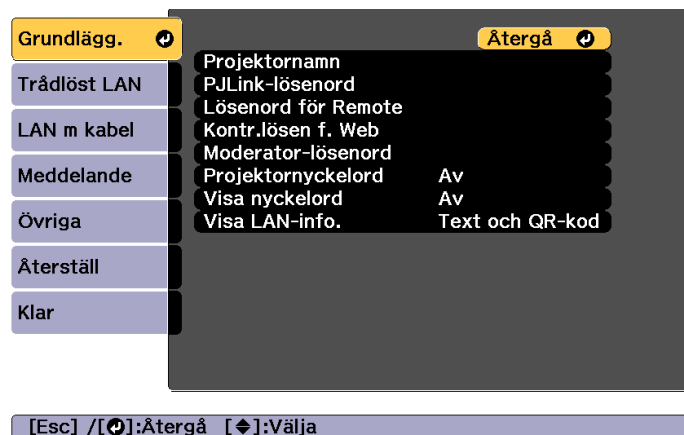 Grundlägg.
Trådlöst LAN
LAN m kabel
Meddelande
Övriga
Återställ
Klar
Återgå
Projektornamn
PJLink-lösenord
Lösenord för Remote
Kontr.lösen f. Web
Moderator-lösenord
Projektornyckelord Av
Visa nyckelord Av
Visa LAN-info. Text och QR-kod
[Esc] /[⏎]:Återgå [◆]:Välja